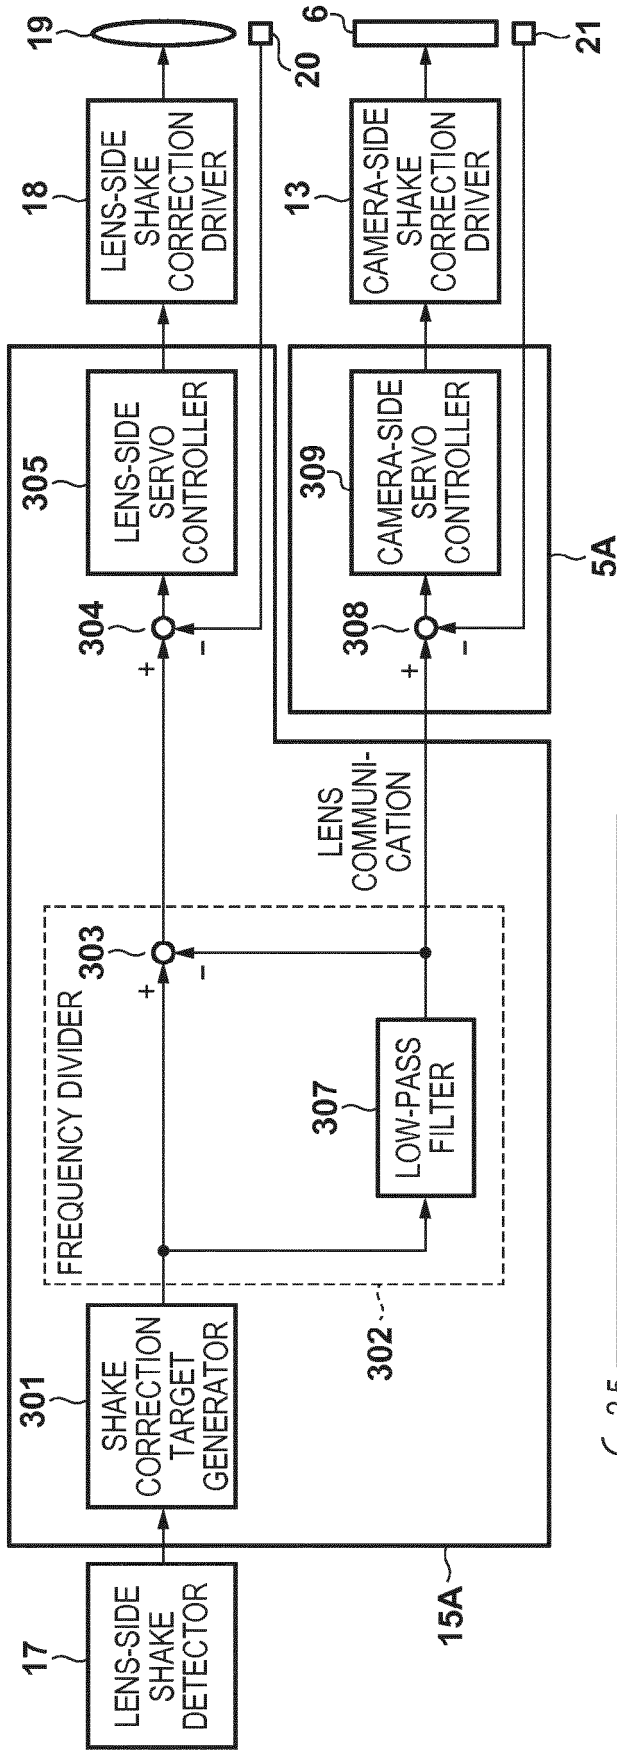 17
LENS-SIDE
SHAKE
DETECTOR
15A
301
SHAKE
CORRECTION
TARGET
GENERATOR
302
FREQUENCY DIVIDER
307
LOW-PASS
FILTER
303
+
−
LENS
COMMUNI-
CATION
304
+
−
305
LENS-SIDE
SERVO
CONTROLLER
308
+
−
309
CAMERA-SIDE
SERVO
CONTROLLER
5A
18
LENS-SIDE
SHAKE
CORRECTION
DRIVER
13
CAMERA-SIDE
SHAKE
CORRECTION
DRIVER
19
20
6
21